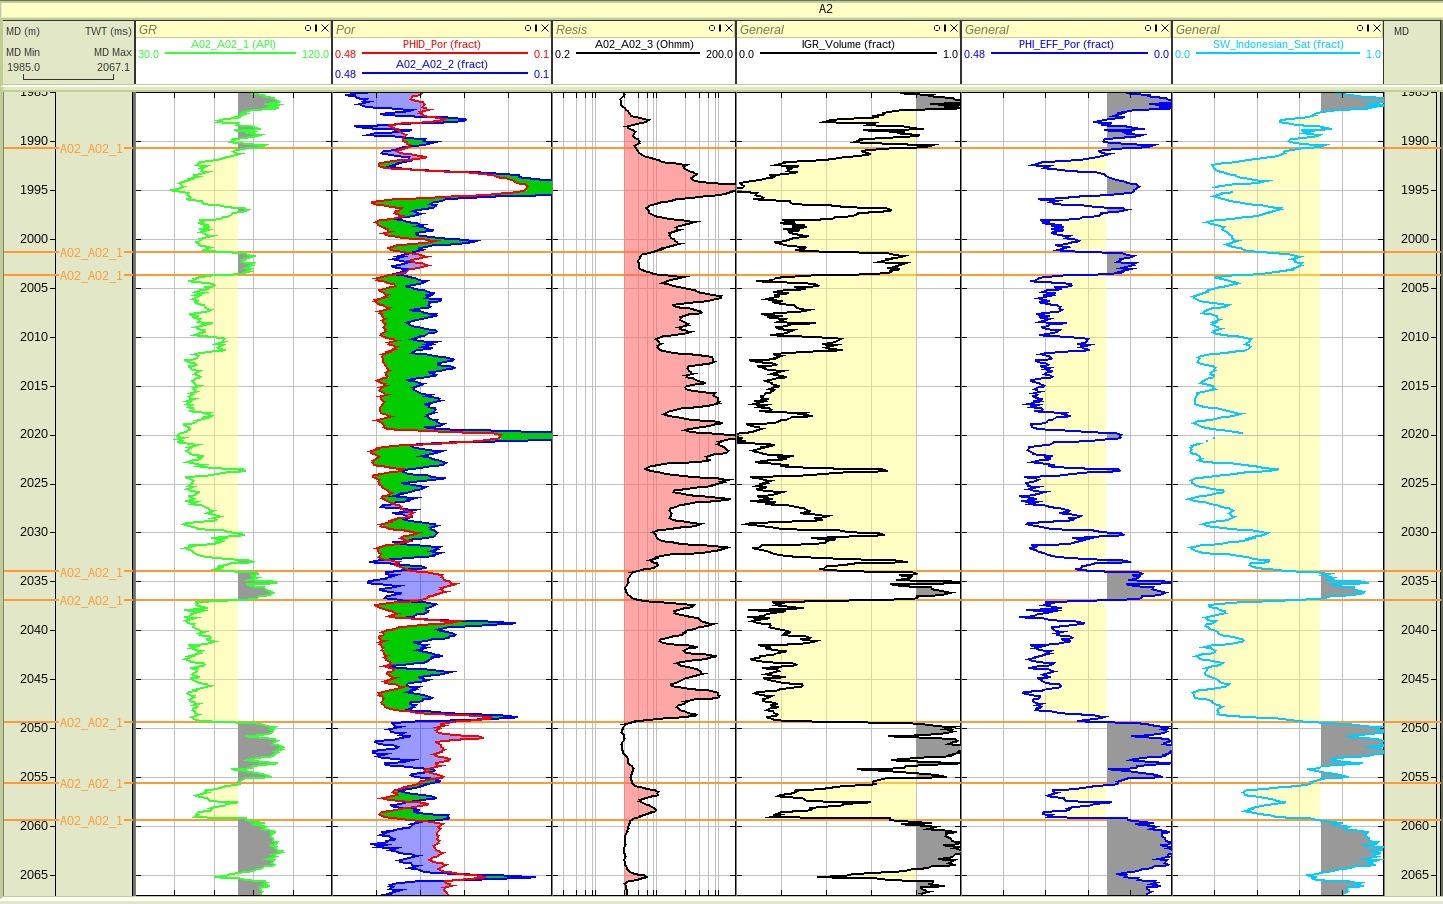 A2
MD (m) TWT (ms) GR Por Resis General General General MD
A02_A02_1 (API) PHID_Por (fract) A02_A02_3 (Ohmm) IGR_Volume (fract) PHI_EFF_Por (fract) SW_Indonesian_Sat (fract)
MD Min MD Max 30.0 120.0 0.48 0.1 0.2 200.0 0.0 1.0 0.48 0.0 0.0 1.0
A02_A02_2 (fract)
1985.0 2067.1 0.48 0.1
1985 1985
1990 1990
A02_A02_1
1995 1995
2000 2000
A02_A02_1
A02_A02_1
2005 2005
2010 2010
2015 2015
2020 2020
2025 2025
2030 2030
A02_A02_1
2035 2035
A02_A02_1
2040 2040
2045 2045
A02_A02_1
2050 2050
2055 2055
A02_A02_1
A02_A02_1
2060 2060
2065 2065